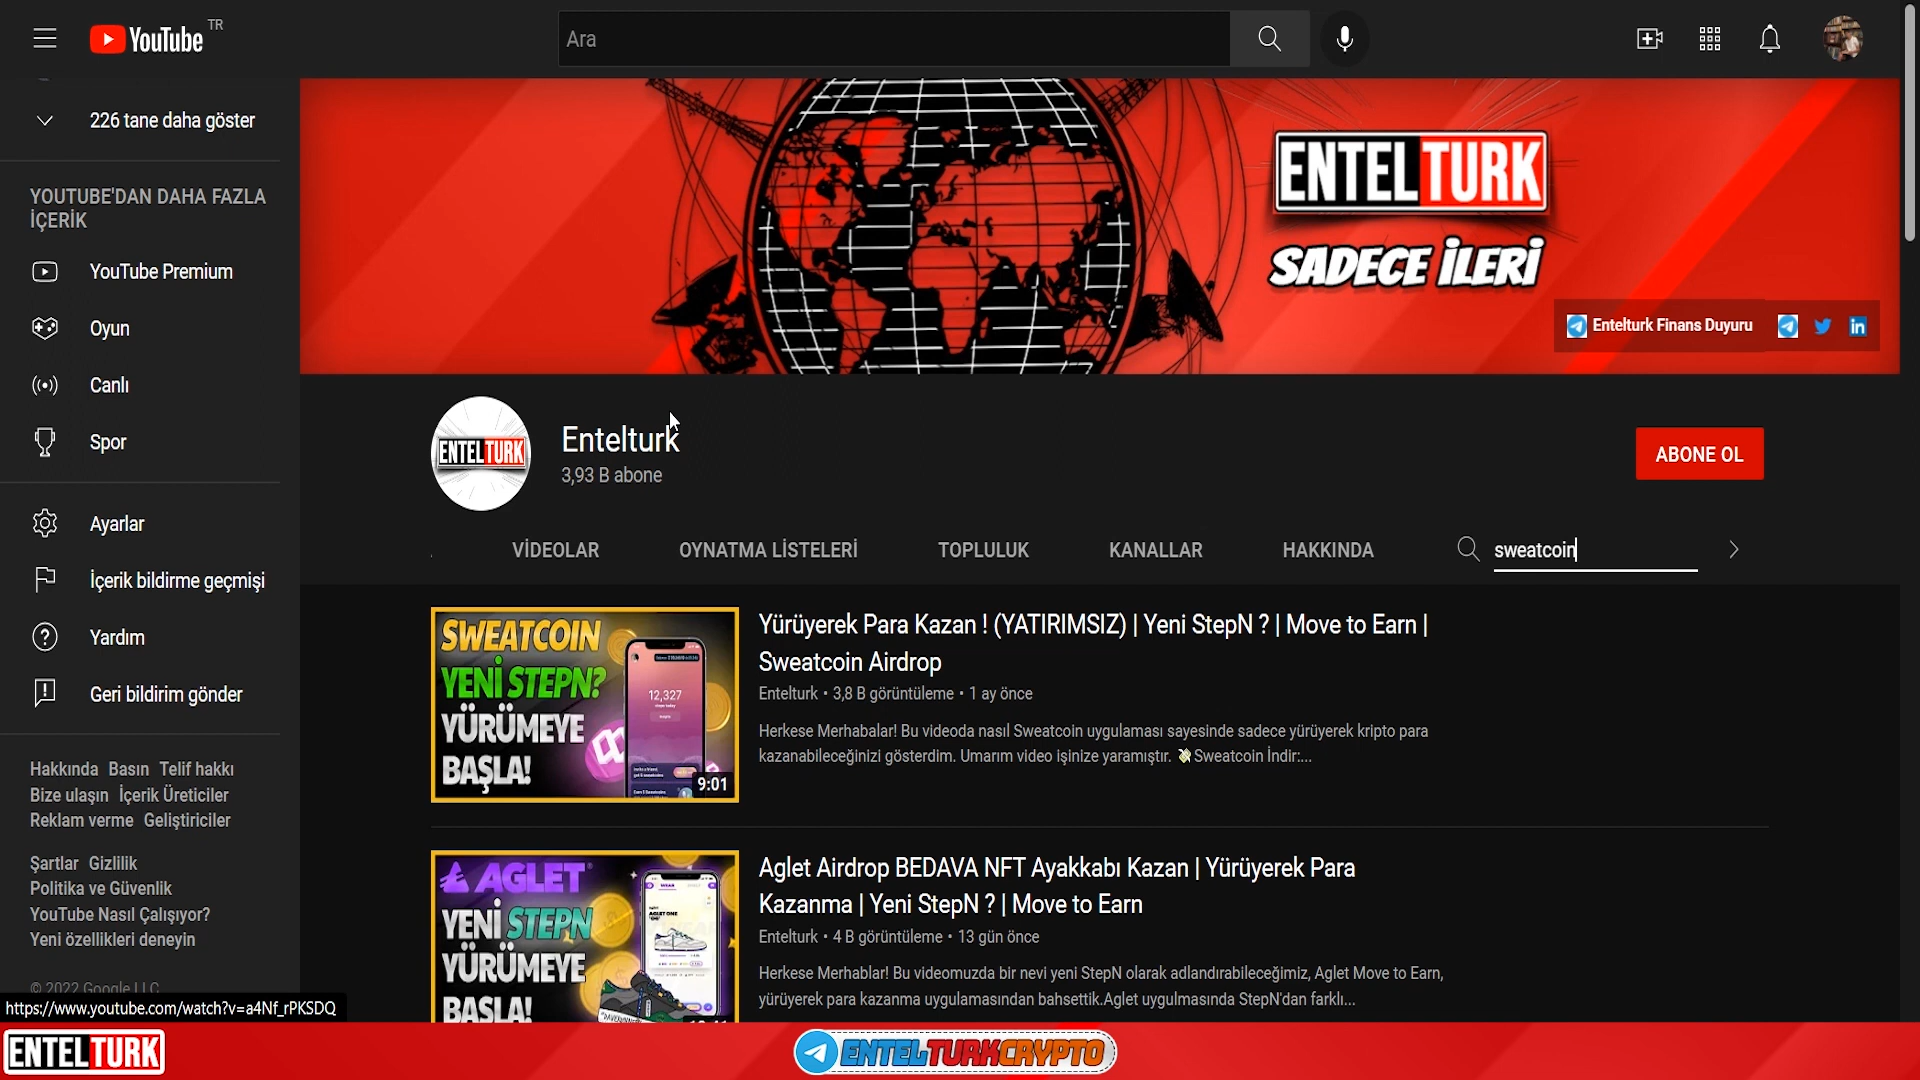 YouTube TR
Ara
226 tane daha göster
YOUTUBE'DAN DAHA FAZLA
İÇERİK
YouTube Premium
Oyun
Canlı
Spor
Ayarlar
İçerik bildirme geçmişi
Yardım
Geri bildirim gönder
Hakkında Basın Telif hakkı
Bize ulaşın İçerik Üreticiler
Reklam verme Geliştiriciler
Şartlar Gizlilik
Politika ve Güvenlik
YouTube Nasıl Çalışıyor?
Yeni özellikleri deneyin
© 2022 Google LLC
https://www.youtube.com/watch?v=a4Nf_rPKSDQ
ENTELTURK
SADECE İLERİ
Entelturk Finans Duyuru
ENTELTURK
Entelturk
3,93 B abone
ABONE OL
VİDEOLAR OYNATMA LİSTELERİ TOPLULUK KANALLAR HAKKINDA sweatcoin
SWEATCOIN
YENİ STEPN?
YÜRÜMEYE
BAŞLA!
12,327
9:01
Yürüyerek Para Kazan ! (YATIRIMSIZ) | Yeni StepN ? | Move to Earn |
Sweatcoin Airdrop
Entelturk • 3,8 B görüntüleme • 1 ay önce
Herkese Merhabalar! Bu videoda nasıl Sweatcoin uygulaması sayesinde sadece yürüyerek kripto para
kazanabileceğinizi gösterdim. Umarım video işinize yaramıştır. 💸 Sweatcoin İndir:...
AGLET
YENİ STEPN
YÜRÜMEYE
BAŞLA!
AGLET ONE
Aglet Airdrop BEDAVA NFT Ayakkabı Kazan | Yürüyerek Para
Kazanma | Yeni StepN ? | Move to Earn
Entelturk • 4 B görüntüleme • 13 gün önce
Herkese Merhablar! Bu videomuzda bir nevi yeni StepN olarak adlandırabileceğimiz, Aglet Move to Earn,
yürüyerek para kazanma uygulamasından bahsettik.Aglet uygulmasında StepN'dan farklı...
ENTELTURK
ENTELTURKCRYPTO